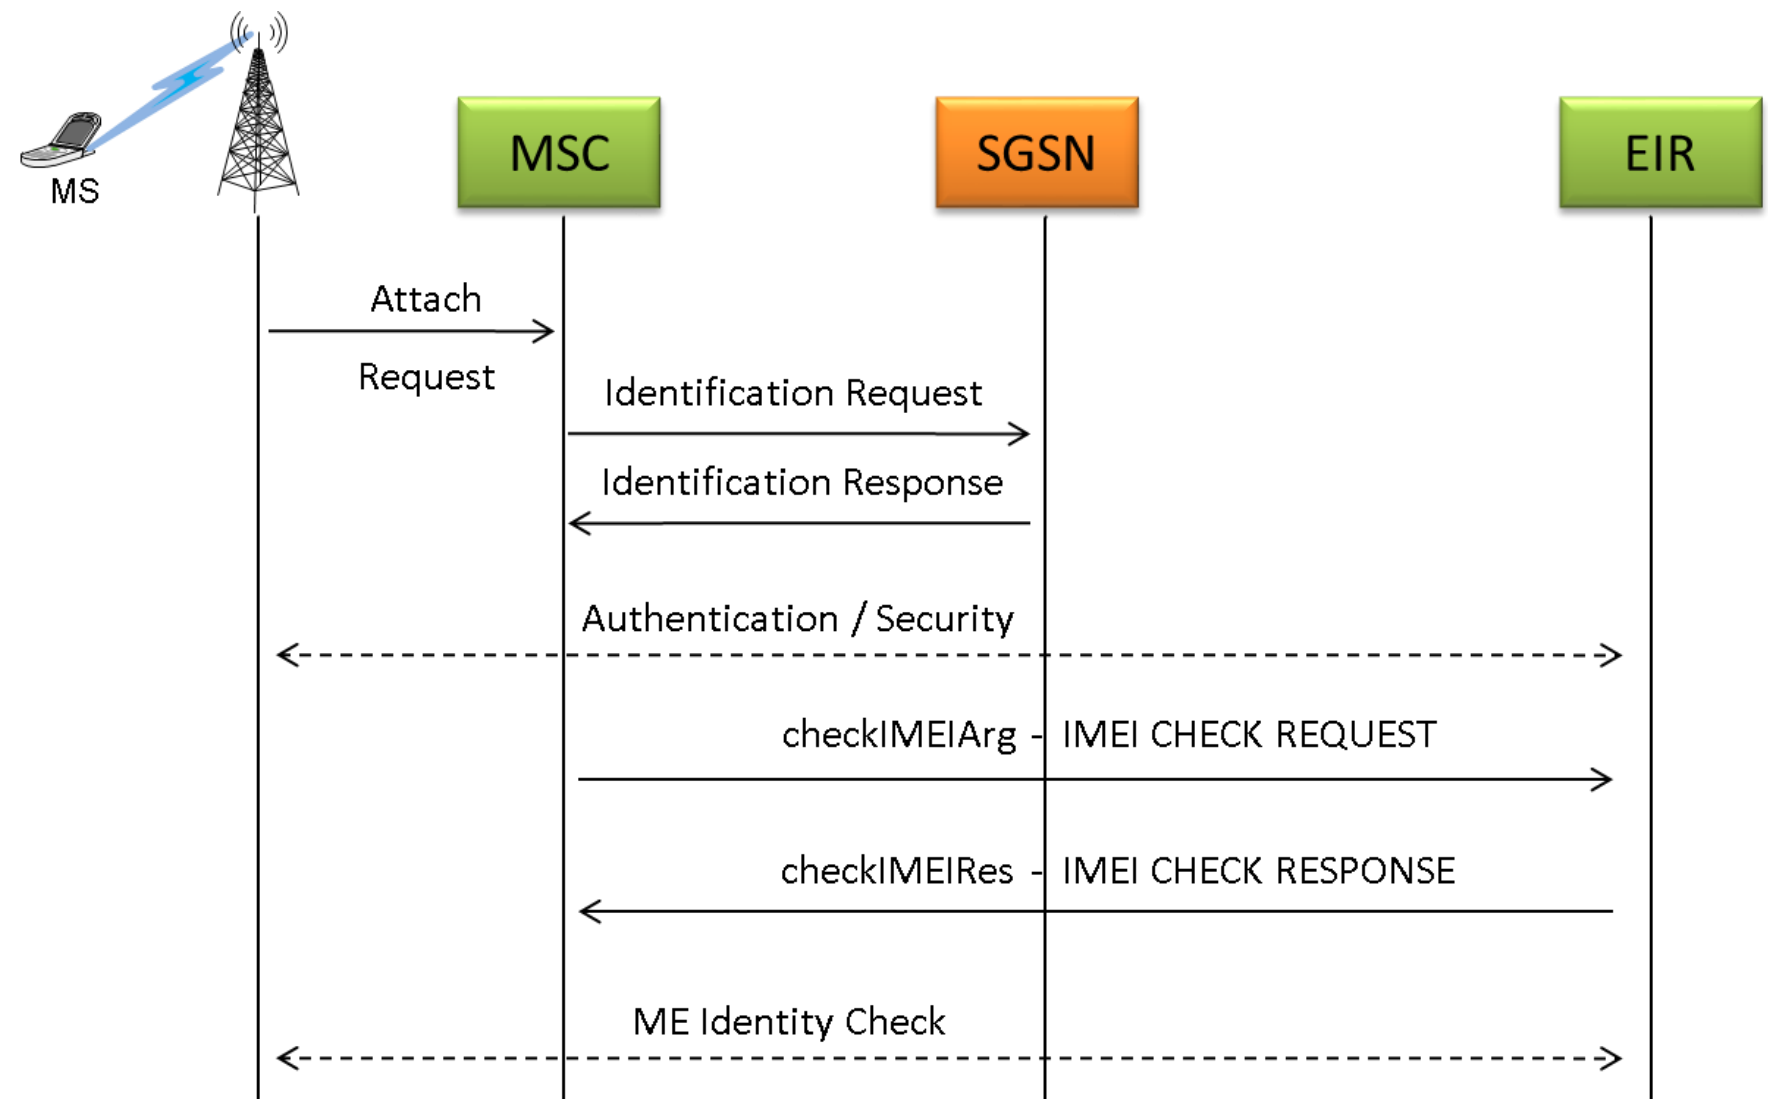 MS
MSC
SGSN
EIR
Attach
Request
Identification Request
Identification Response
Authentication / Security
checkIMEIArg - IMEI CHECK REQUEST
checkIMEIRes - IMEI CHECK RESPONSE
ME Identity Check